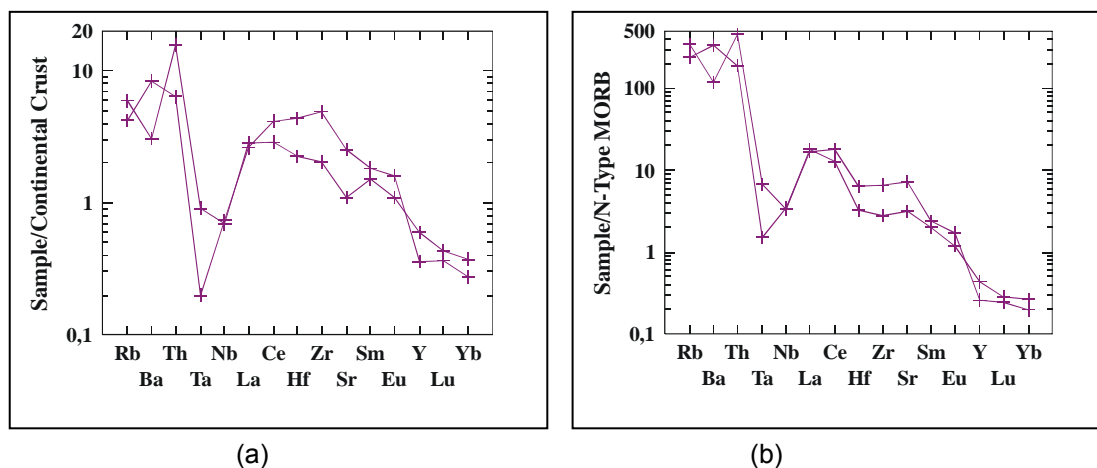 Sample/Continental Crust
20
10
1
0,1
Rb Th Nb Ce Zr Sm Y Yb
Ba Ta La Hf Sr Eu Lu
(a)
Sample/N-Type MORB
500
100
10
1
0,1
Rb Th Nb Ce Zr Sm Y Yb
Ba Ta La Hf Sr Eu Lu
(b)